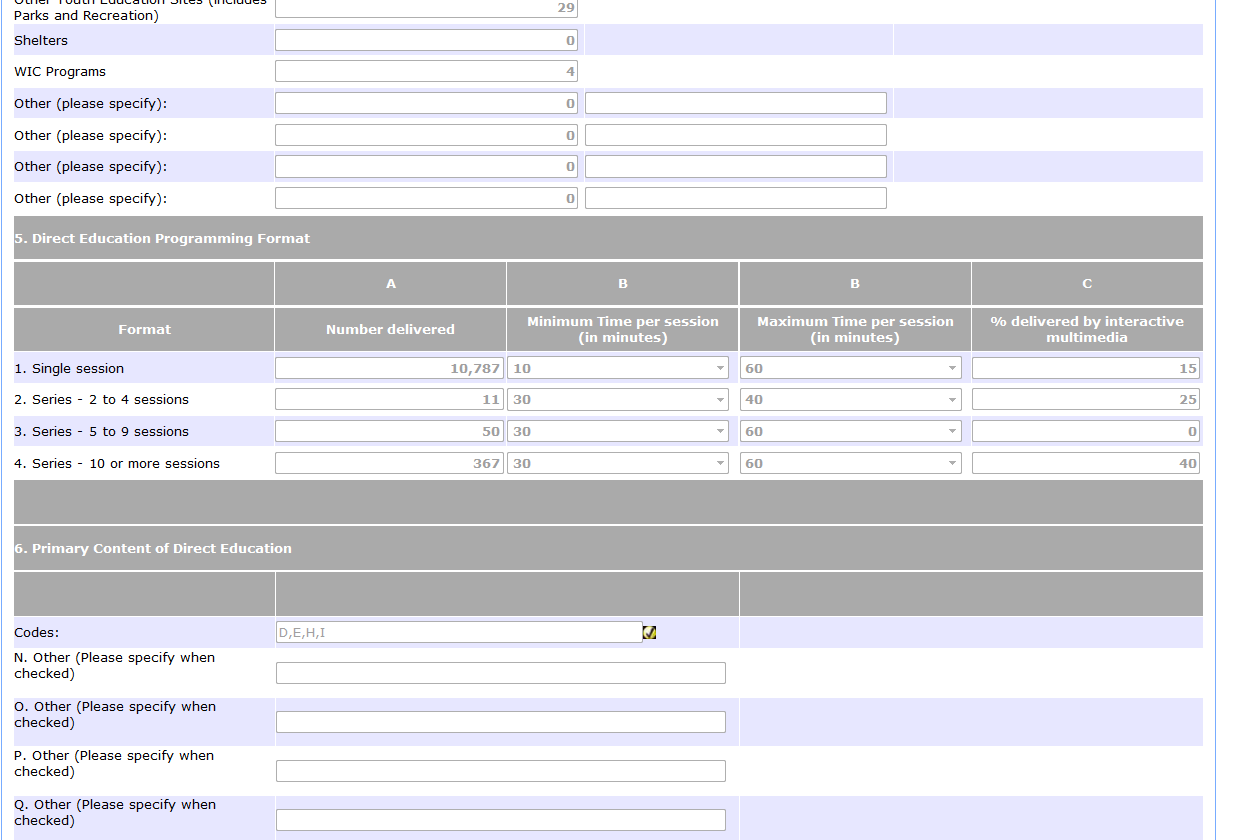 Other Youth Education Sites (includes
Parks and Recreation) 29
Shelters 0
WIC Programs 4
Other (please specify): 0
Other (please specify): 0
Other (please specify): 0
Other (please specify): 0
5. Direct Education Programming Format
A B B C
Format Number delivered Minimum Time per session (in minutes) Maximum Time per session (in minutes) % delivered by interactive multimedia
1. Single session 10,787 10 60 15
2. Series - 2 to 4 sessions 11 30 40 25
3. Series - 5 to 9 sessions 50 30 60 0
4. Series - 10 or more sessions 367 30 60 40
6. Primary Content of Direct Education
Codes: D,E,H,I
N. Other (Please specify when
checked)
O. Other (Please specify when
checked)
P. Other (Please specify when
checked)
Q. Other (Please specify when
checked)